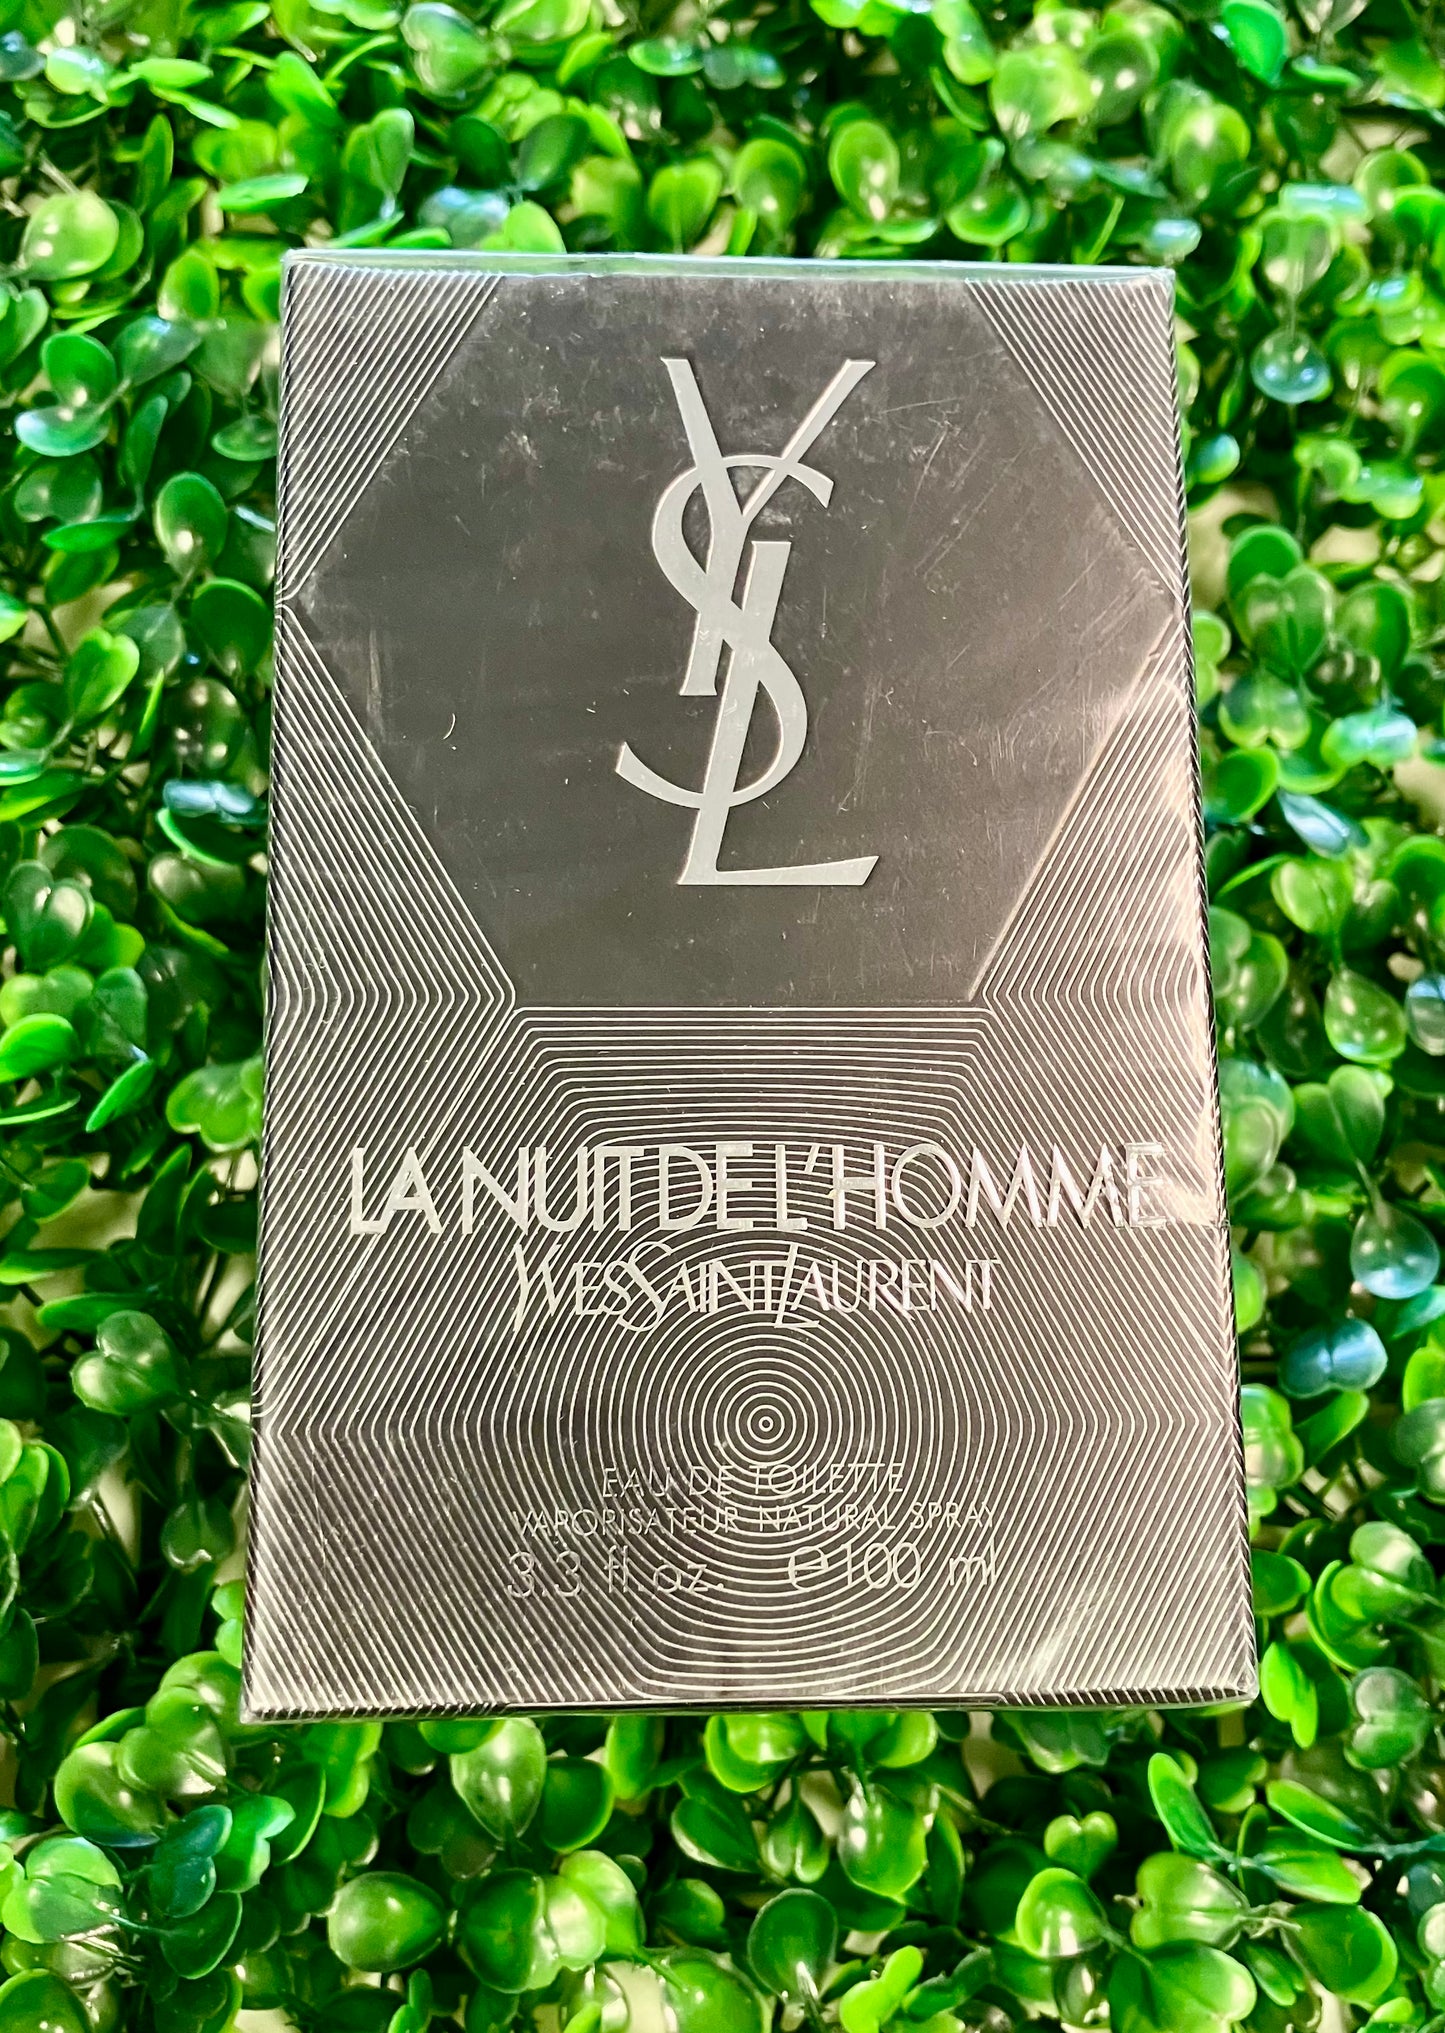 YSL
LA NUIT DE L'HOMME
YVESSAINTLAURENT
EAU DE TOILETTE
VAPORISATEUR NATURAL SPRAY
3.3 fl.oz. ℮100 ml